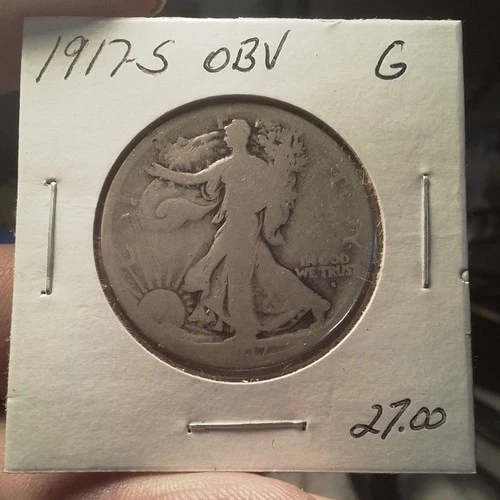 1917-S OBV G
IN GOD
WE TRUST
S
27.00